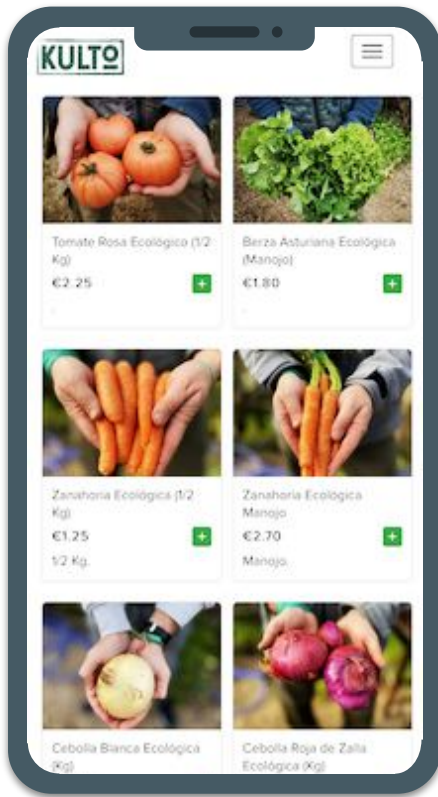 KULTO
Tomate Rosa Ecológico (1/2
Kg)
€2.25
Berza Asturiana Ecológica
(Manojo)
€1.80
Zanahoria Ecológica (1/2
Kg)
€1.25
1/2 Kg.
Zanahoria Ecológica
Manojo
€2.70
Manojo.
Cebolla Blanca Ecológica
(Kg)
Cebolla Roja de Zalla
Ecológica (Kg)